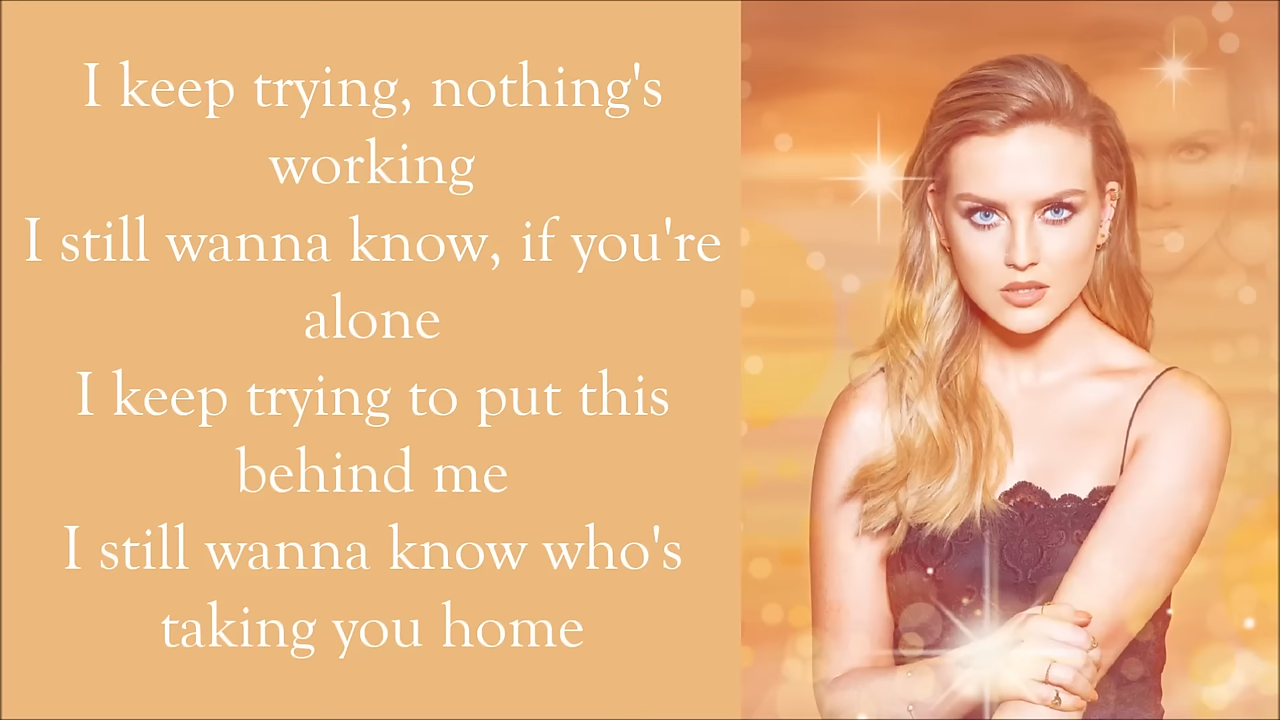 I keep trying, nothing's
working
I still wanna know, if you're
alone
I keep trying to put this
behind me
I still wanna know who's
taking you home